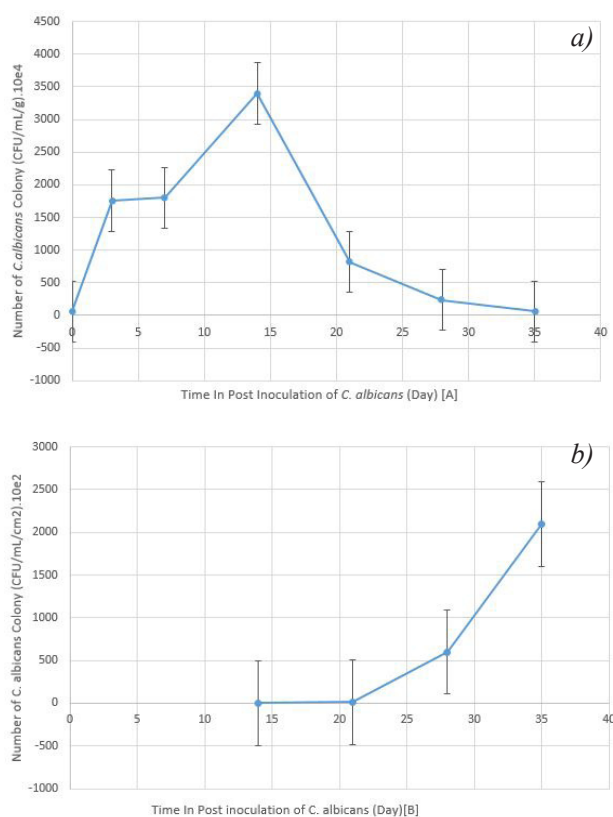 a)
Number of C.albicans Colony (CFU/mL/g).10e4
4500
4000
3500
3000
2500
2000
1500
1000
500
0
-500
-1000
0 5 10 15 20 25 30 35 40
Time In Post Inoculation of C. albicans (Day) [A]
b)
Number of C. albicans Colony (CFU/mL/cm2).10e2
3000
2500
2000
1500
1000
500
0
-500
-1000
0 5 10 15 20 25 30 35 40
Time In Post inoculation of C. albicans (Day)[B]